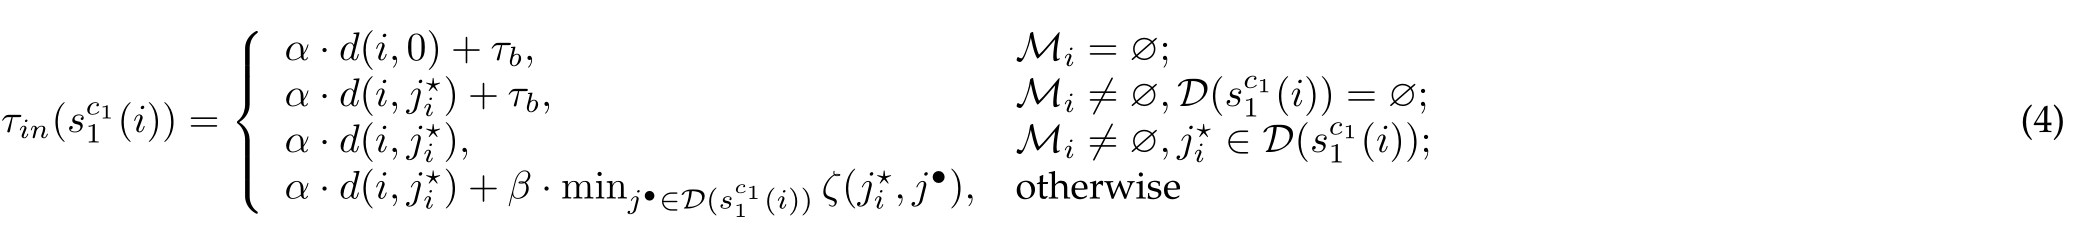 τ_{in}(s_1^{c_1}(i)) = { α · d(i, 0) + τ_b, ℳ_i = ∅;
α · d(i, j_i^⋆) + τ_b, ℳ_i ≠ ∅, 𝒟(s_1^{c_1}(i)) = ∅;
α · d(i, j_i^⋆), ℳ_i ≠ ∅, j_i^⋆ ∈ 𝒟(s_1^{c_1}(i));
α · d(i, j_i^⋆) + β · min_{j^• ∈ 𝒟(s_1^{c_1}(i))} ζ(j_i^⋆, j^•), otherwise
(4)